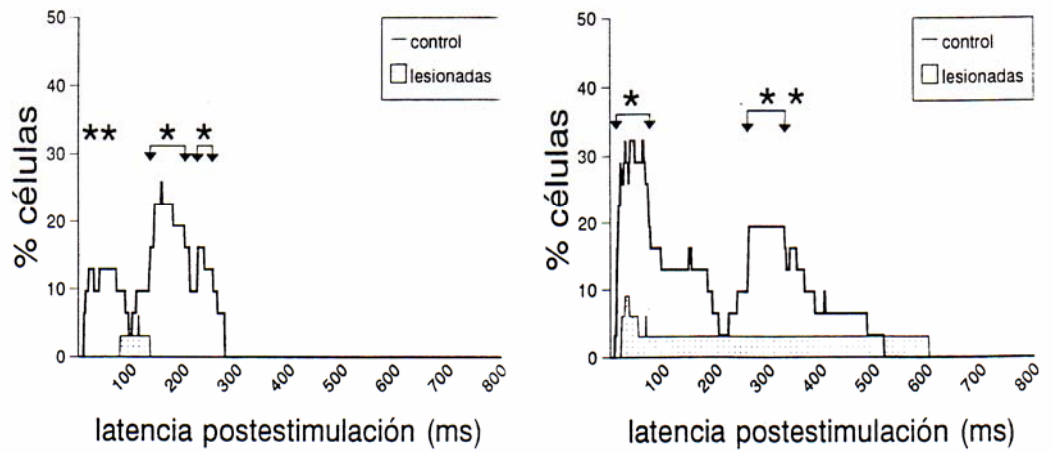 50
40
30
20
10
0
% células
control
lesionadas
** * *
100 200 300 400 500 600 700 800
latencia postestimulación (ms)
50
40
30
20
10
0
% células
control
lesionadas
* * *
100 200 300 400 500 600 700 800
latencia postestimulación (ms)